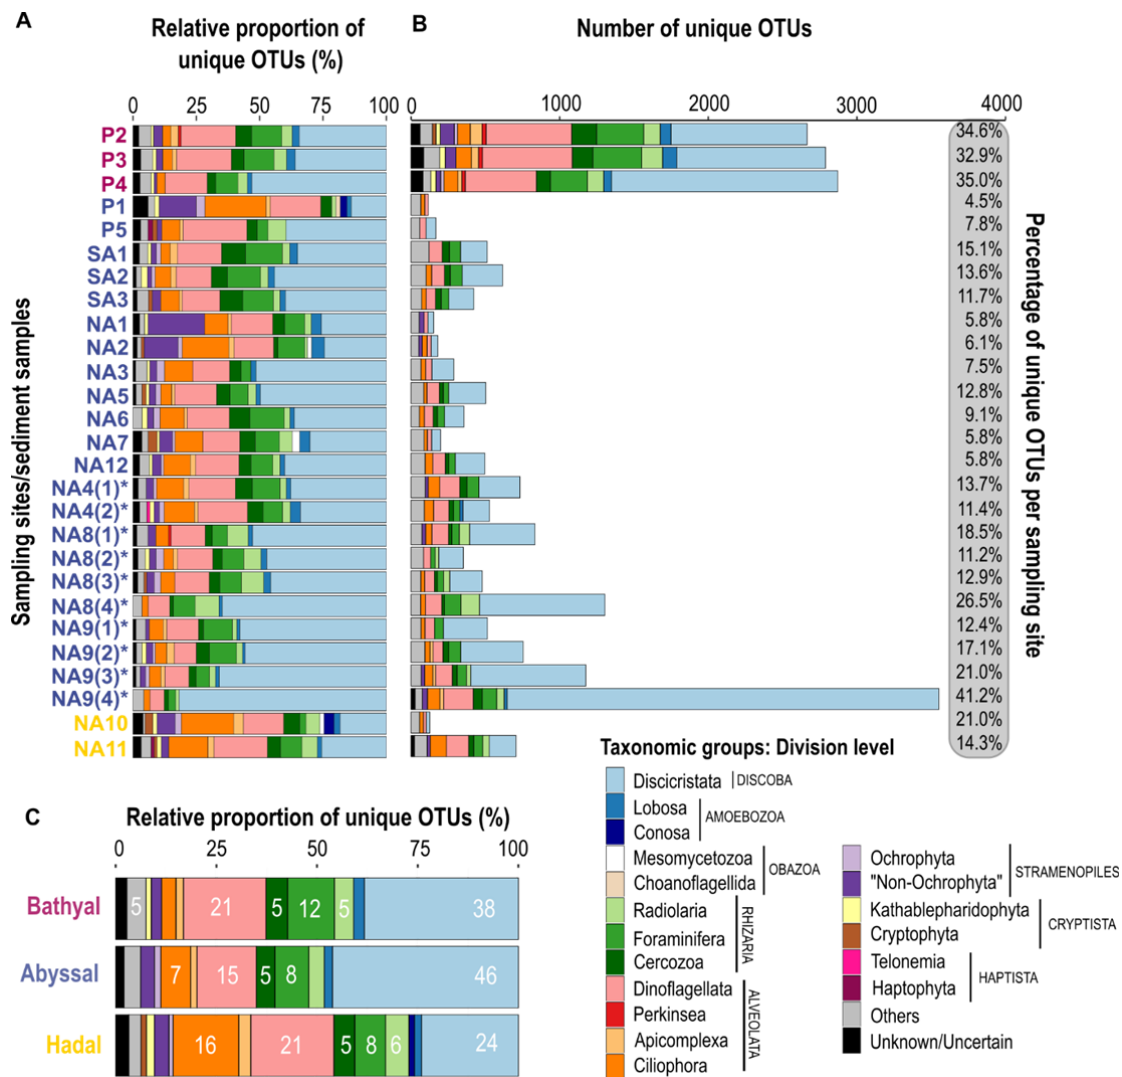 A
Relative proportion of
unique OTUs (%)
B
Number of unique OTUs
0 25 50 75 100
0 1000 2000 3000 4000
Sampling sites/sediment samples
Percentage of unique OTUs per sampling site
P2 34.6%
P3 32.9%
P4 35.0%
P1 4.5%
P5 7.8%
SA1 15.1%
SA2 13.6%
SA3 11.7%
NA1 5.8%
NA2 6.1%
NA3 7.5%
NA5 12.8%
NA6 9.1%
NA7 5.8%
NA12 5.8%
NA4(1)* 13.7%
NA4(2)* 11.4%
NA8(1)* 18.5%
NA8(2)* 11.2%
NA8(3)* 12.9%
NA8(4)* 26.5%
NA9(1)* 12.4%
NA9(2)* 17.1%
NA9(3)* 21.0%
NA9(4)* 41.2%
NA10 21.0%
NA11 14.3%
C
Relative proportion of unique OTUs (%)
0 25 50 75 100
Bathyal 5 21 5 12 5 38
Abyssal 7 15 5 8 46
Hadal 16 21 5 8 6 24
Taxonomic groups: Division level
Discicristata DISCOBA
Lobosa
Conosa
AMOEBOZOA
Mesomycetozoa
Choanoflagellida
OBAZOA
Radiolaria
Foraminifera
Cercozoa
RHIZARIA
Dinoflagellata
Perkinsea
Apicomplexa
Ciliophora
ALVEOLATA
Ochrophyta
"Non-Ochrophyta"
STRAMENOPILES
Kathablepharidophyta
Cryptophyta
CRYPTISTA
Telonemia
Haptophyta
HAPTISTA
Others
Unknown/Uncertain